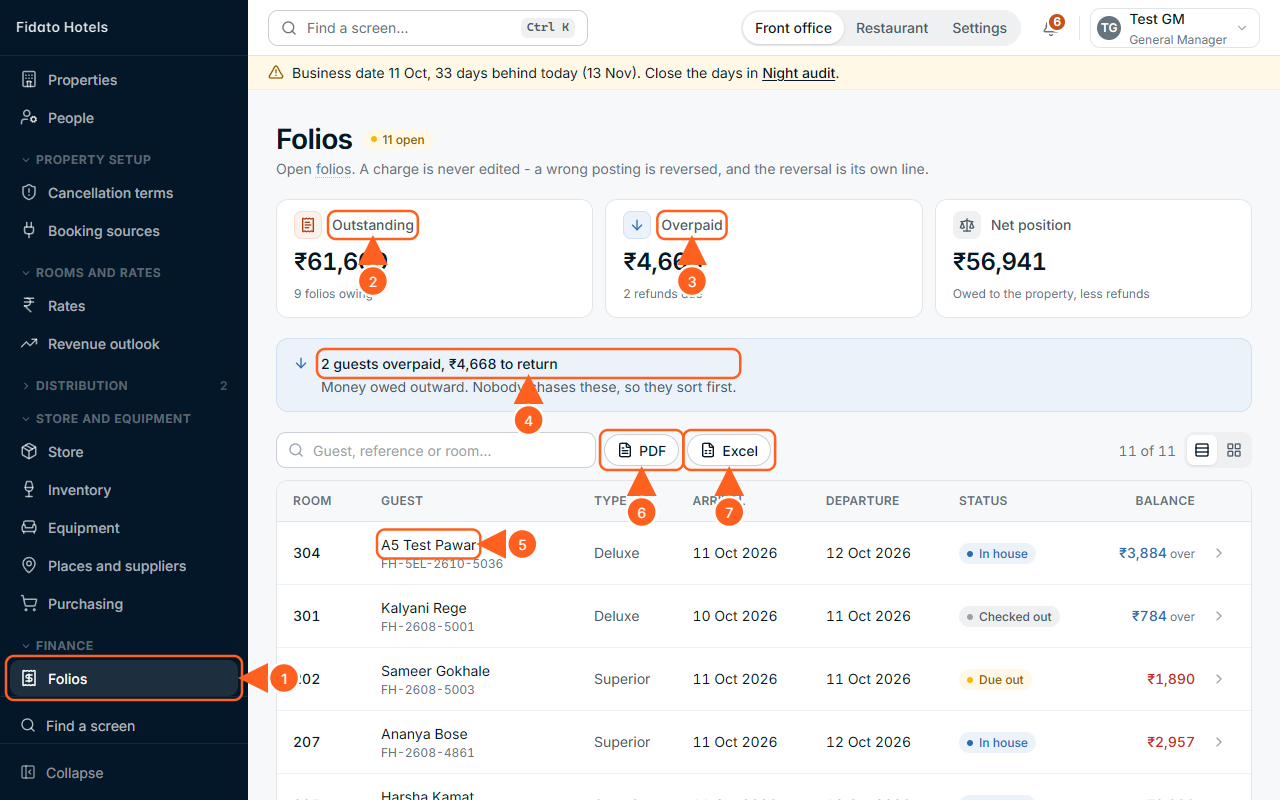 Fidato Hotels
Find a screen...
Ctrl K
Front office
Restaurant
Settings
6
TG
Test GM
General Manager
Business date 11 Oct, 33 days behind today (13 Nov). Close the days in Night audit.
Properties
People
PROPERTY SETUP
Cancellation terms
Booking sources
ROOMS AND RATES
Rates
Revenue outlook
DISTRIBUTION 2
STORE AND EQUIPMENT
Store
Inventory
Equipment
Places and suppliers
Purchasing
FINANCE
Folios
1
Find a screen
Collapse
Folios
11 open
Open folios. A charge is never edited - a wrong posting is reversed, and the reversal is its own line.
Outstanding
2
9 folios owing
Overpaid
3
2 refunds
Net position
₹56,941
Owed to the property, less refunds
2 guests overpaid, ₹4,668 to return
Money owed outward. Nobody chases these, so they sort first.
4
Guest, reference or room...
PDF
Excel
11 of 11
6
7
ROOM GUEST TYPE DEPARTURE STATUS BALANCE
304 A5 Test Pawar Deluxe 11 Oct 2026 12 Oct 2026 In house ₹3,884 over
5
FH-5EL-2610-5036
301 Kalyani Rege Deluxe 10 Oct 2026 11 Oct 2026 Checked out ₹784 over
FH-2608-5001
202 Sameer Gokhale Superior 11 Oct 2026 11 Oct 2026 Due out ₹1,890
FH-2608-5003
207 Ananya Bose Superior 11 Oct 2026 12 Oct 2026 In house ₹2,957
FH-2608-4861
Harsha Kamat